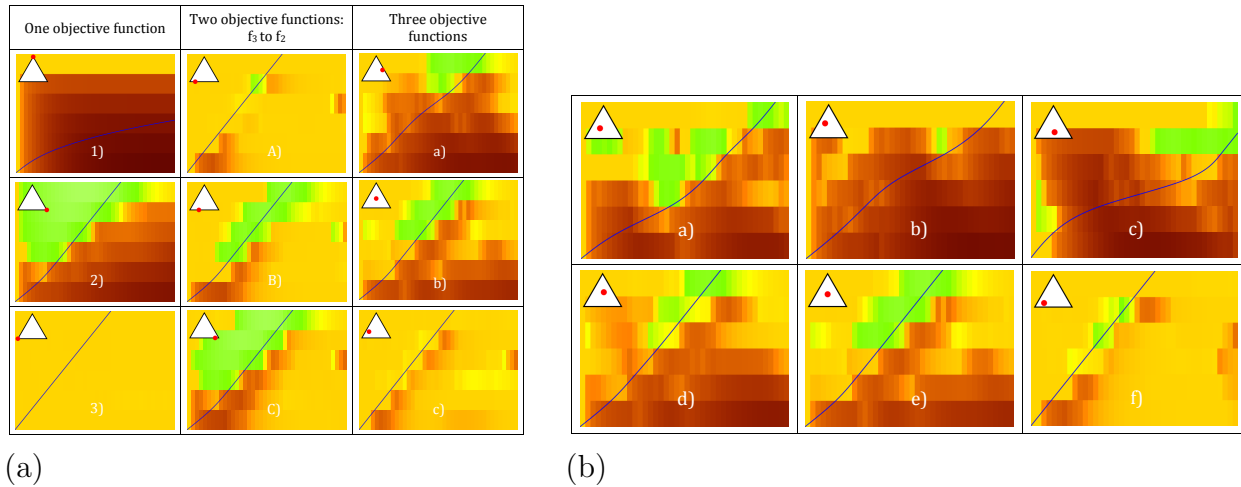 One objective function
Two objective functions:
f₃ to f₂
Three objective
functions
1)
A)
a)
2)
B)
b)
3)
C)
c)
(a)
a)
b)
c)
d)
e)
f)
(b)